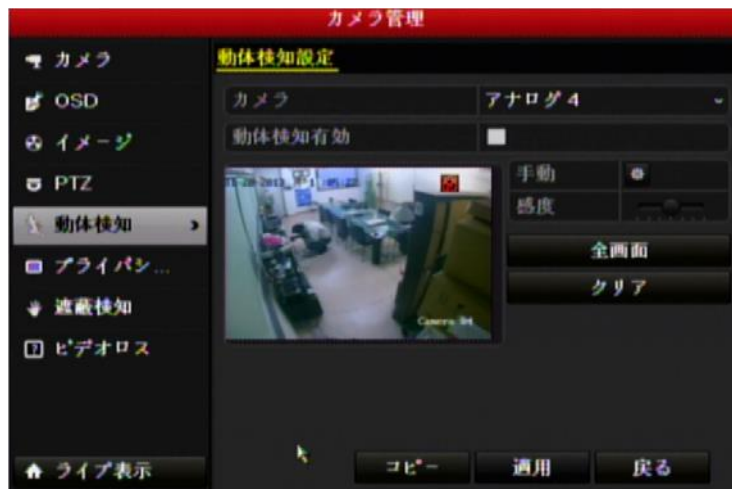 カメラ管理
カメラ
OSD
イメージ
PTZ
動体検知
プライバシ...
遮蔽検知
ビデオロス
ライブ表示
動体検知設定
カメラ
アナログ4
動体検知有効
手動
感度
全画面
クリア
Camera 04
コピー
適用
戻る